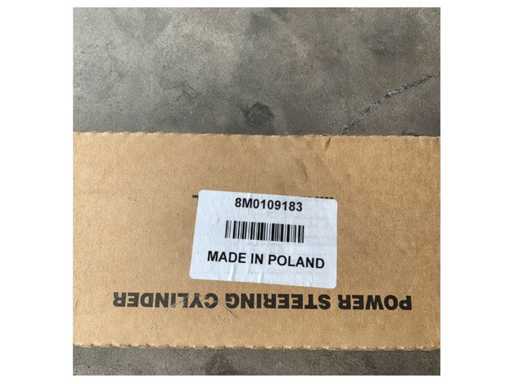 8M0109183
MADE IN POLAND
POWER STEERING CYLINDER